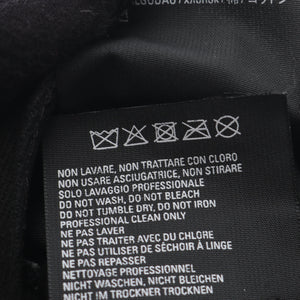 NON LAVARE, NON TRATTARE CON CLORO
NON USARE ASCIUGATRICE, NON STIRARE
SOLO LAVAGGIO PROFESSIONALE
DO NOT WASH, DO NOT BLEACH
DO NOT TUMBLE DRY, DO NOT IRON
PROFESSIONAL CLEAN ONLY
NE PAS LAVER
NE PAS TRAITER AVEC DU CHLORE
NE PAS UTILISER DE SÉCHOIR À LINGE
NE PAS REPASSER
NETTOYAGE PROFESSIONNEL
NICHT WASCHEN, NICHT BLEICHEN
NICHT IM TROCKNER TROCKNEN